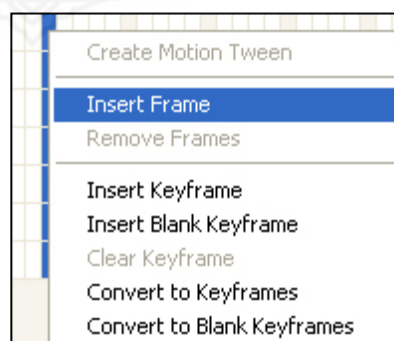 Create Motion Tween
Insert Frame
Remove Frames
Insert Keyframe
Insert Blank Keyframe
Clear Keyframe
Convert to Keyframes
Convert to Blank Keyframes